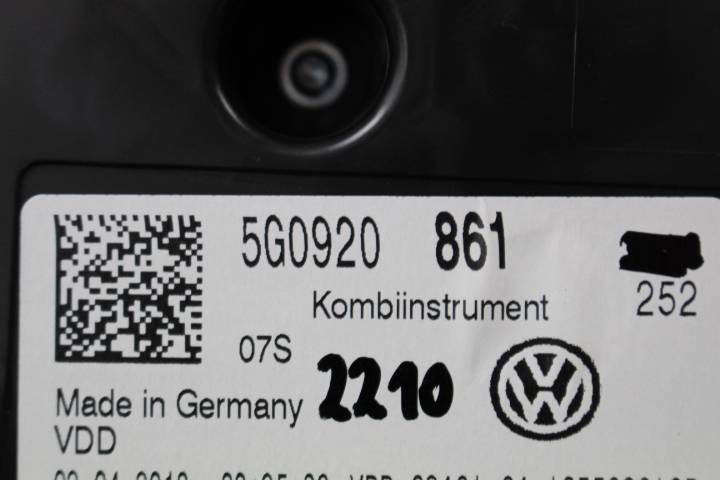 5G0920 861
Kombiinstrument 252
07S
2210
Made in Germany
VDD